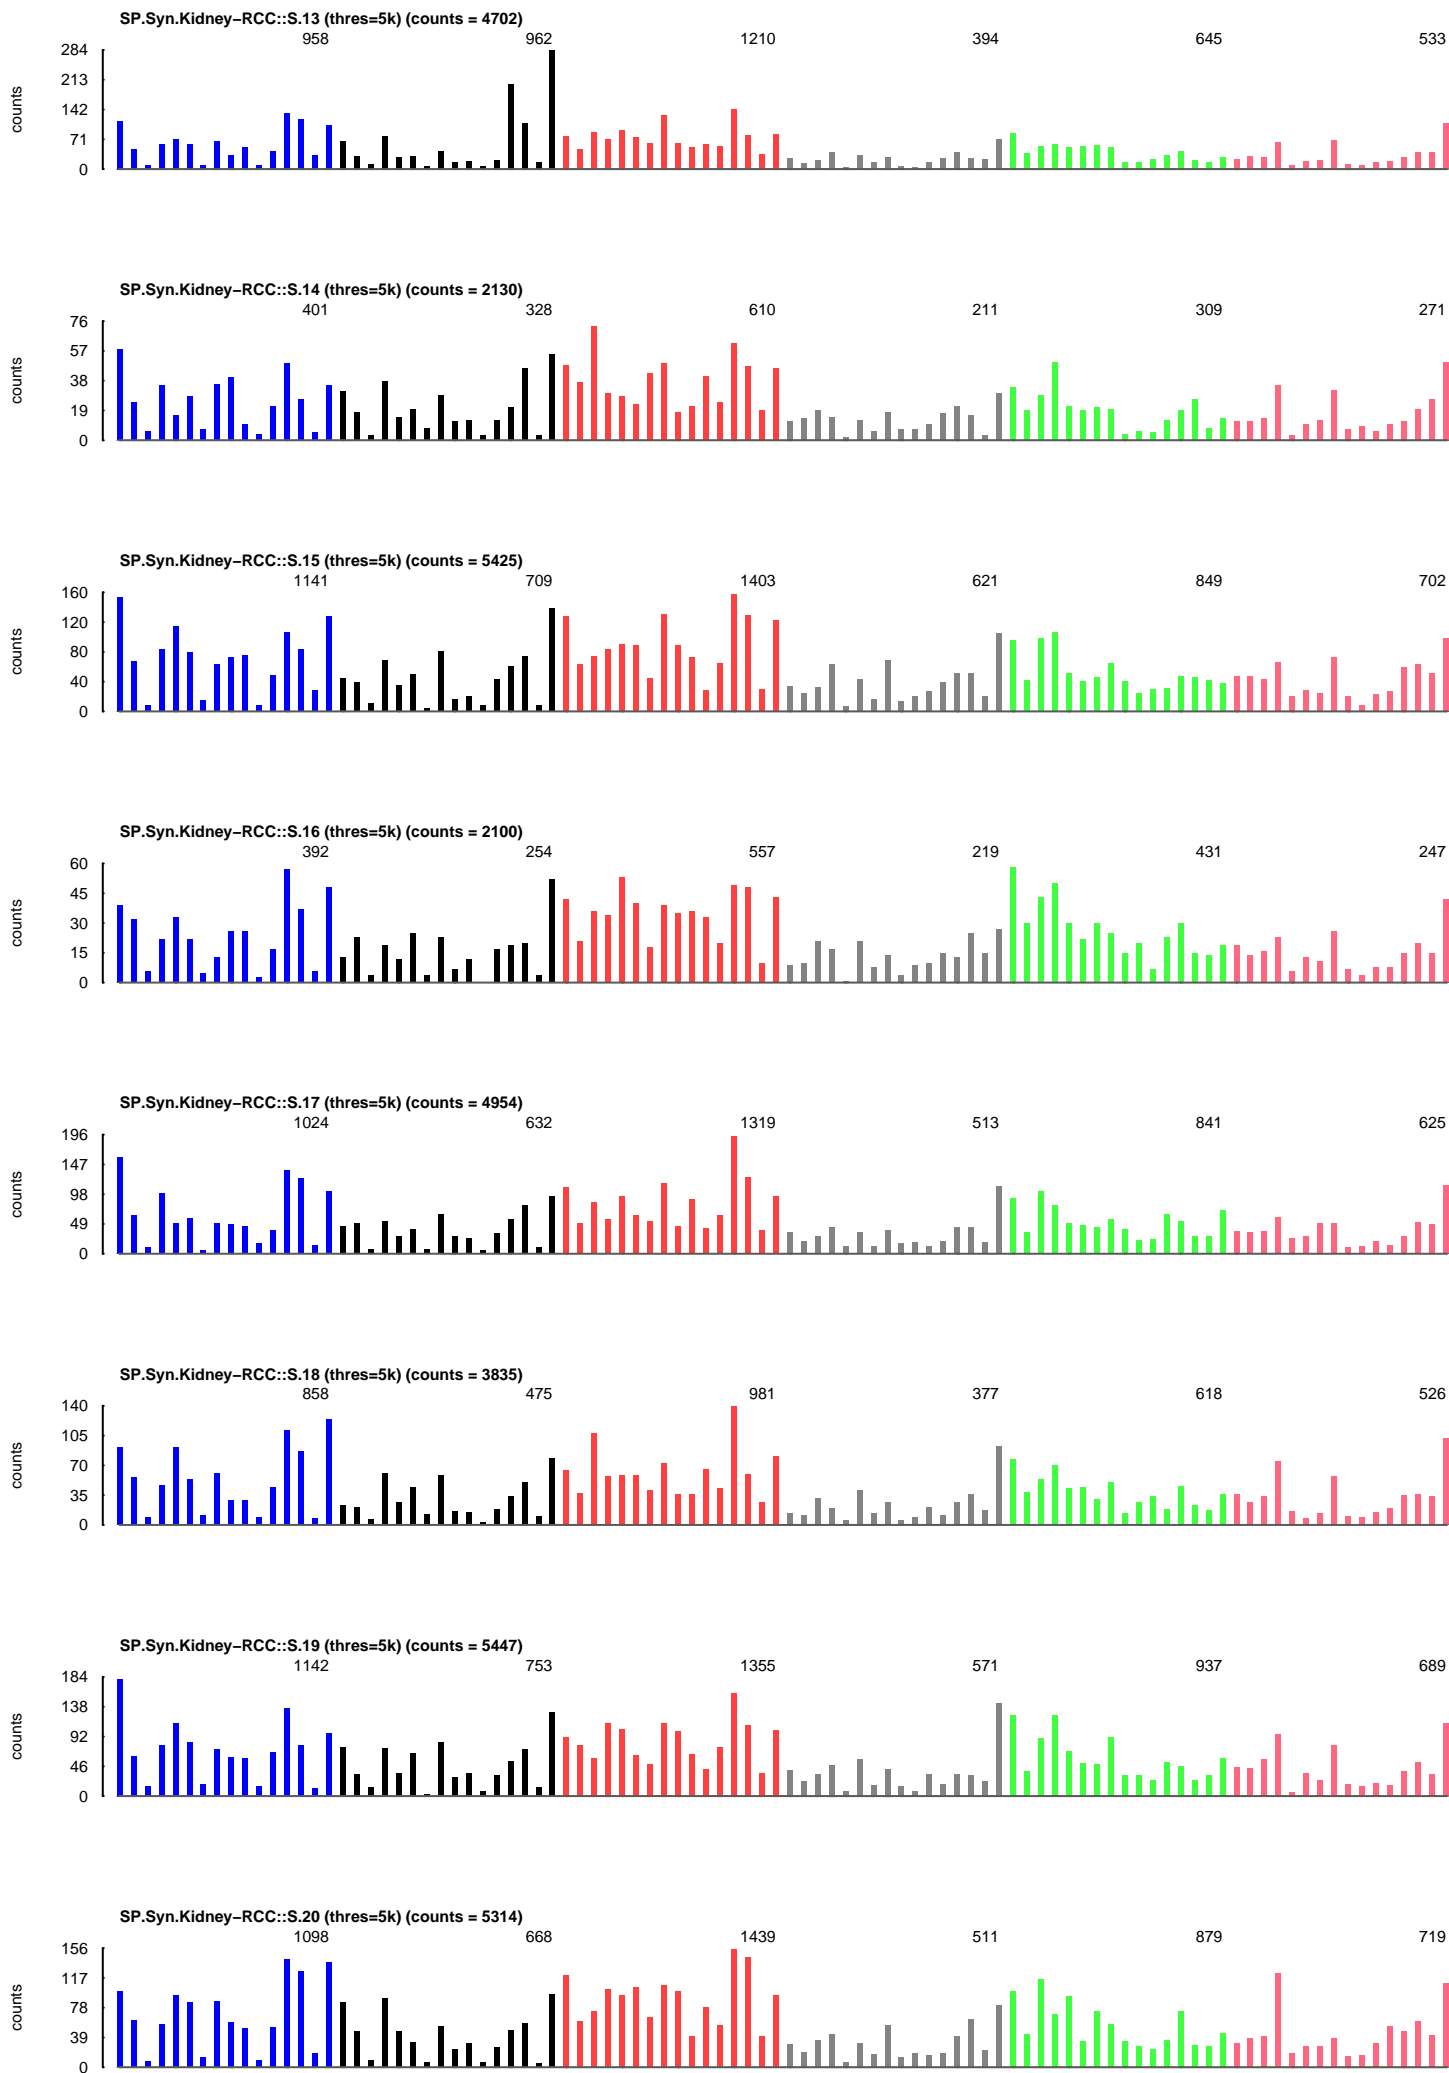 SP.Syn.Kidney−RCC::S.13 (thres=5k) (counts = 4702)
958 962 1210 394 645 533
284
213
142
71
0
counts
SP.Syn.Kidney−RCC::S.14 (thres=5k) (counts = 2130)
401 328 610 211 309 271
76
57
38
19
0
counts
SP.Syn.Kidney−RCC::S.15 (thres=5k) (counts = 5425)
1141 709 1403 621 849 702
160
120
80
40
0
counts
SP.Syn.Kidney−RCC::S.16 (thres=5k) (counts = 2100)
392 254 557 219 431 247
60
45
30
15
0
counts
SP.Syn.Kidney−RCC::S.17 (thres=5k) (counts = 4954)
1024 632 1319 513 841 625
196
147
98
49
0
counts
SP.Syn.Kidney−RCC::S.18 (thres=5k) (counts = 3835)
858 475 981 377 618 526
140
105
70
35
0
counts
SP.Syn.Kidney−RCC::S.19 (thres=5k) (counts = 5447)
1142 753 1355 571 937 689
184
138
92
46
0
counts
SP.Syn.Kidney−RCC::S.20 (thres=5k) (counts = 5314)
1098 668 1439 511 879 719
156
117
78
39
0
counts